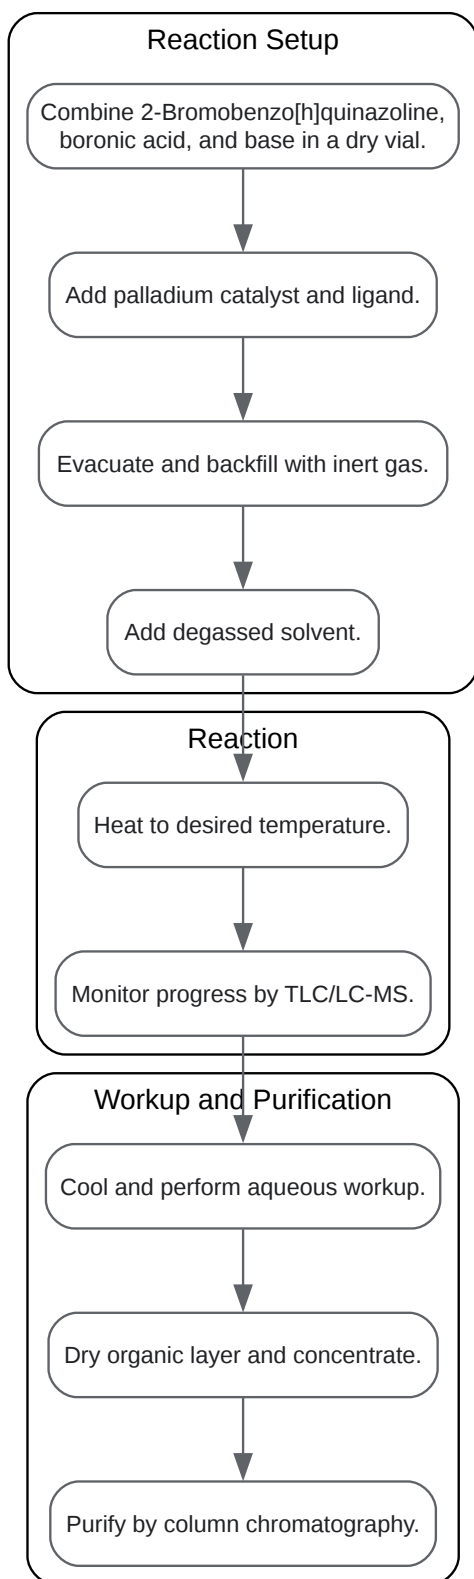 Reaction Setup
Combine 2-Bromobenzo[h]quinazoline,
boronic acid, and base in a dry vial.
Add palladium catalyst and ligand.
Evacuate and backfill with inert gas.
Add degassed solvent.
Reaction
Heat to desired temperature.
Monitor progress by TLC/LC-MS.
Workup and Purification
Cool and perform aqueous workup.
Dry organic layer and concentrate.
Purify by column chromatography.